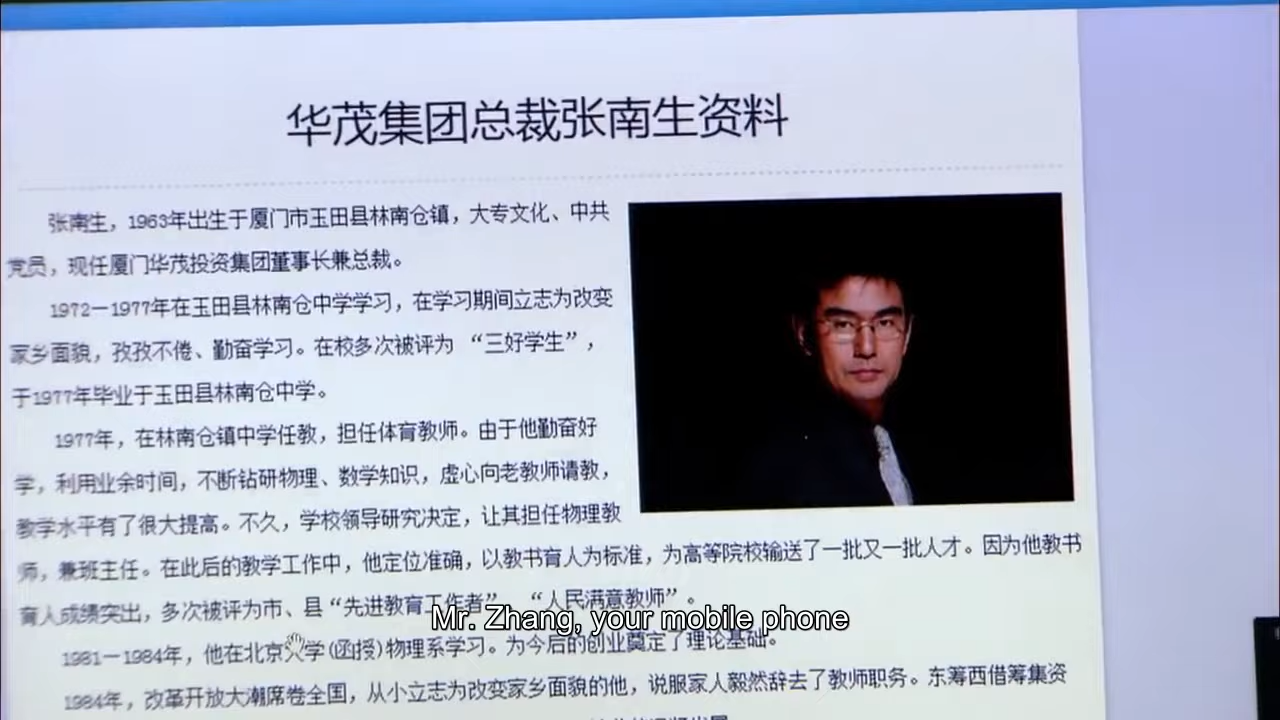 华茂集团总裁张南生资料
张南生，1963年出生于厦门市玉田县林南仓镇，大专文化、中共
党员，现任厦门华茂投资集团董事长兼总裁。
1972—1977年在玉田县林南仓中学学习，在学习期间立志为改变
家乡面貌，孜孜不倦、勤奋学习。在校多次被评为 “三好学生”，
于1977年毕业于玉田县林南仓中学。
1977年，在林南仓镇中学任教，担任体育教师。由于他勤奋好
学，利用业余时间，不断钻研物理、数学知识，虚心向老教师请教，
教学水平有了很大提高。不久，学校领导研究决定，让其担任物理教
师，兼班主任。在此后的教学工作中，他定位准确，以教书育人为标准，为高等院校输送了一批又一批人才。因为他教书
育人成绩突出，多次被评为市、县“先进教育工作者”、“人民满意教师”。
Mr. Zhang, your mobile phone
1981—1984年，他在北京大学(函授)物理系学习。为今后的创业奠定了理论基础。
1984年，改革开放大潮席卷全国，从小立志为改变家乡面貌的他，说服家人毅然辞去了教师职务。东筹西借筹集资